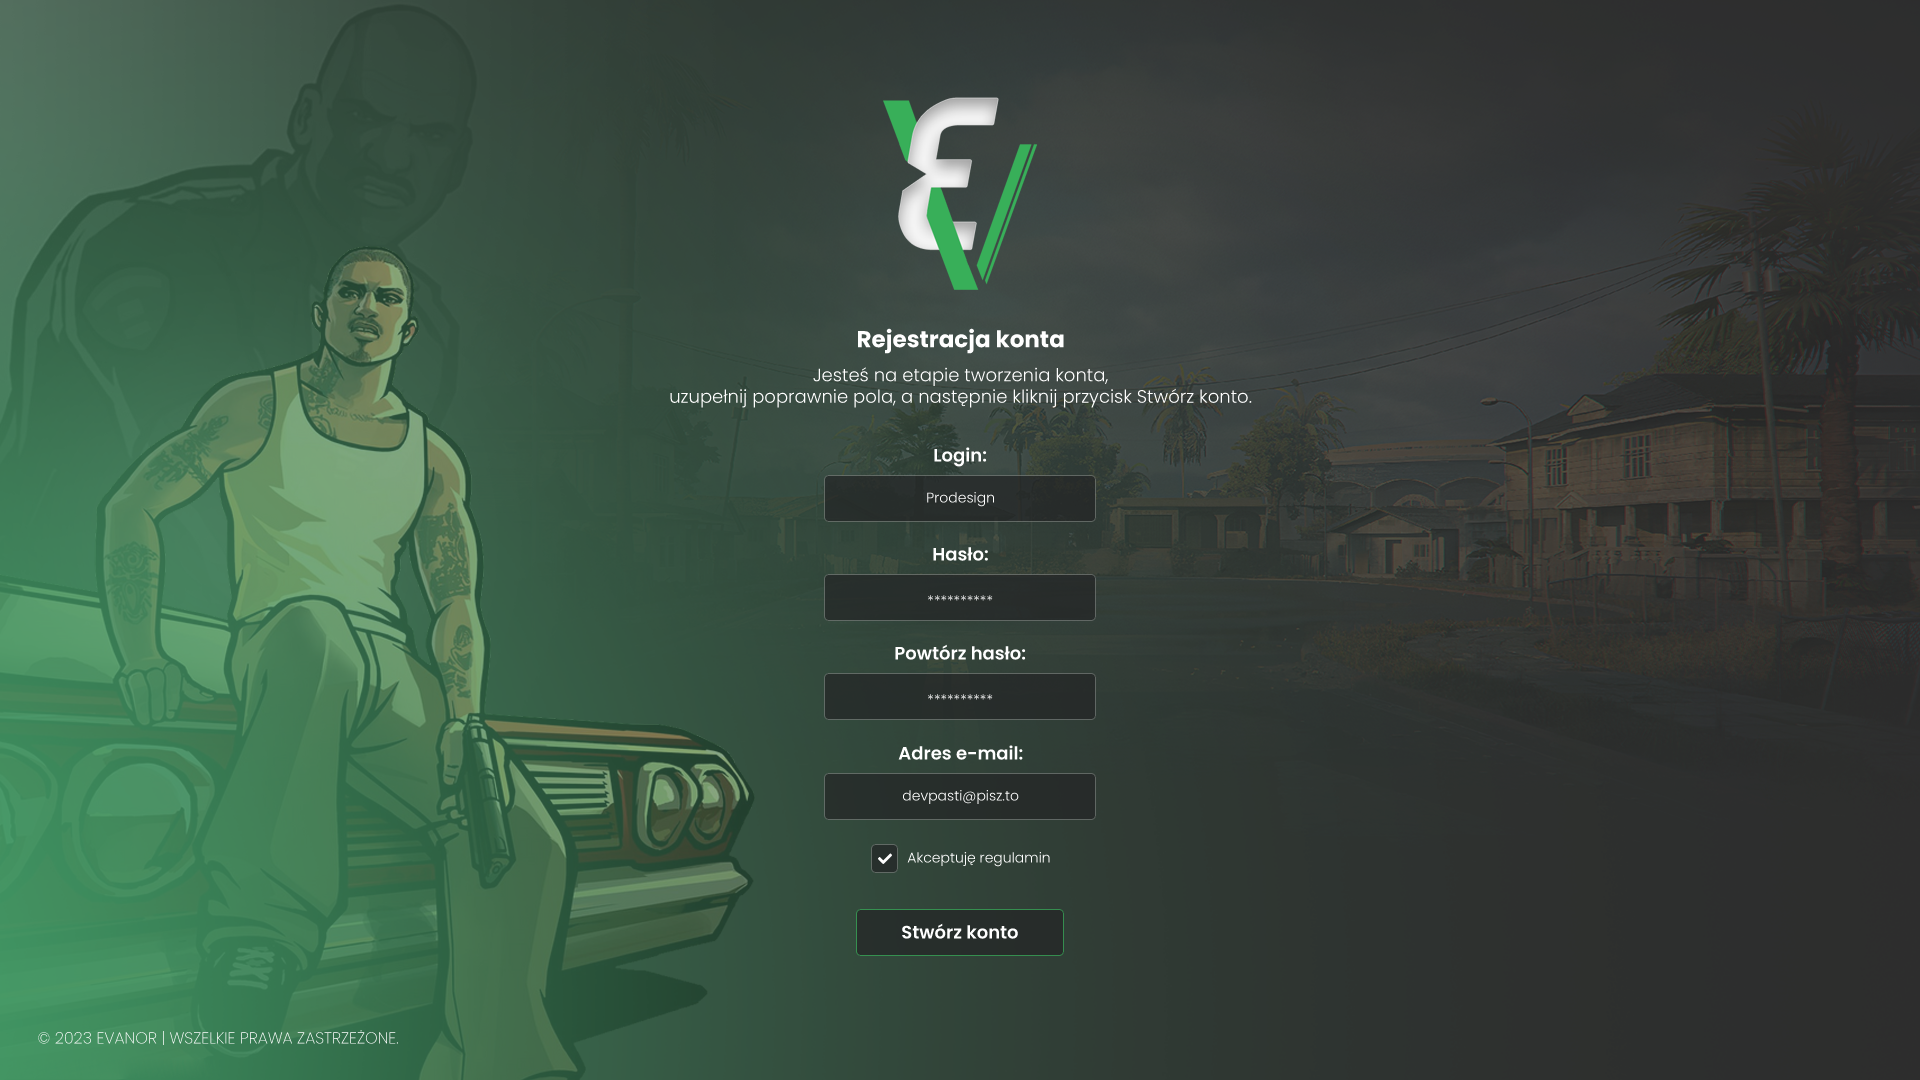 EV
Rejestracja konta
Jesteś na etapie tworzenia konta,
uzupełnij poprawnie pola, a następnie kliknij przycisk Stwórz konto.
Login:
Prodesign
Hasło:
**********
Powtórz hasło:
**********
Adres e-mail:
devpasti@pisz.to
Akceptuję regulamin
Stwórz konto
© 2023 EVANOR | WSZELKIE PRAWA ZASTRZEŻONE.